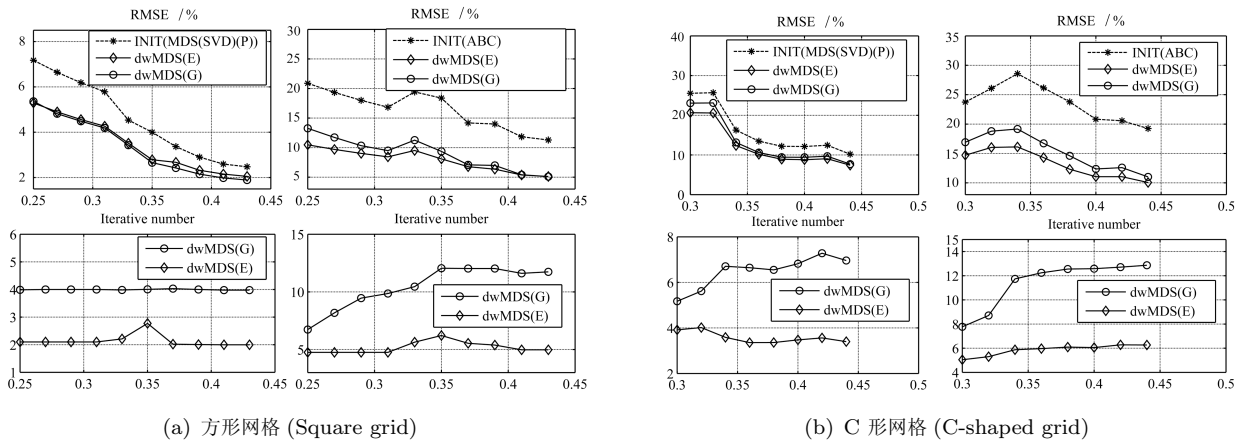 RMSE /%
8
6
4
2
0.25
0.3
0.35
0.4
0.45
INIT(MDS(SVD)(P))
dwMDS(E)
dwMDS(G)
RMSE /%
30
25
20
15
10
5
0
0.25
0.3
0.35
0.4
0.45
INIT(ABC)
dwMDS(E)
dwMDS(G)
Iterative number
6
5
4
3
2
1
0.25
0.3
0.35
0.4
0.45
dwMDS(G)
dwMDS(E)
Iterative number
15
10
5
0.25
0.3
0.35
0.4
0.45
dwMDS(G)
dwMDS(E)
(a) 方形网格 (Square grid)
RMSE /%
40
30
20
10
0
0.3
0.35
0.4
0.45
0.5
INIT(MDS(SVD)(P))
dwMDS(E)
dwMDS(G)
RMSE /%
35
30
25
20
15
10
0.3
0.35
0.4
0.45
0.5
INIT(ABC)
dwMDS(E)
dwMDS(G)
Iterative number
8
6
4
2
0.3
0.35
0.4
0.45
0.5
dwMDS(G)
dwMDS(E)
Iterative number
15
14
12
10
8
6
4
0.3
0.35
0.4
0.45
0.5
dwMDS(G)
dwMDS(E)
(b) C 形网格 (C-shaped grid)